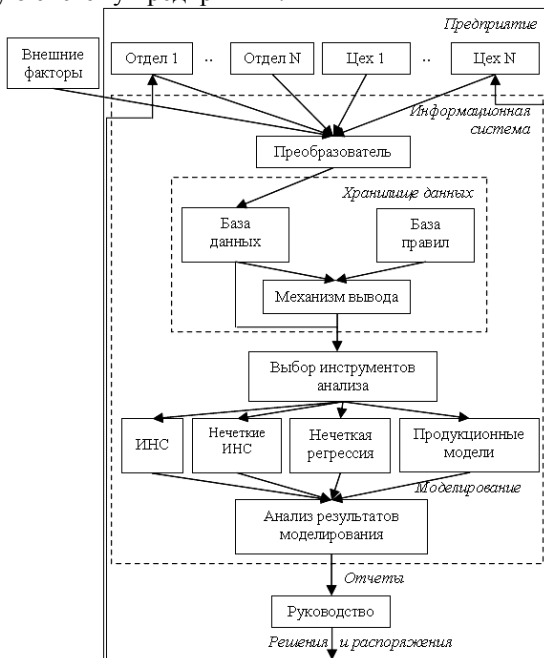 Предприятие
Внешние
факторы
Отдел 1 .. Отдел N Цех 1 .. Цех N
Информационная
система
Преобразователь
Хранилище данных
База
данных
База
правил
Механизм вывода
Выбор инструментов
анализа
ИНС
Нечеткие
ИНС
Нечеткая
регрессия
Продукционные
модели
Моделирование
Анализ результатов
моделирования
Отчеты
Руководство
Решения и распоряжения